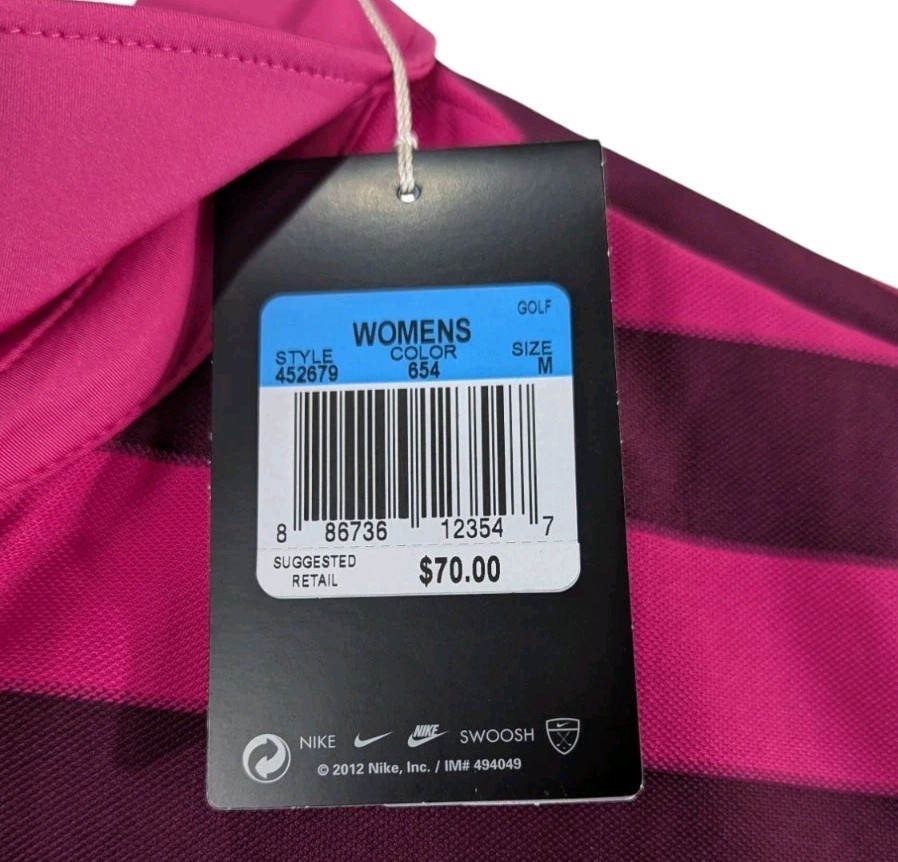 GOLF
WOMENS
STYLE COLOR SIZE
452679 654 M
8 86736 12354 7
SUGGESTED RETAIL $70.00
NIKE NIKE SWOOSH
© 2012 Nike, Inc. / IM# 494049